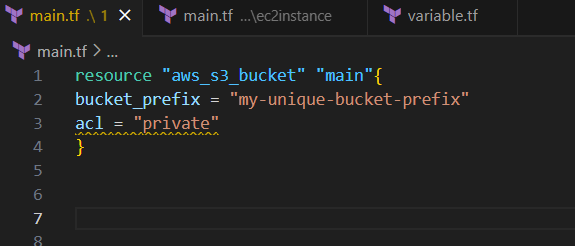 main.tf .\ 1 main.tf ...\ec2instance variable.tf
main.tf > ...
1 resource "aws_s3_bucket" "main"{
2 bucket_prefix = "my-unique-bucket-prefix"
3 acl = "private"
4 }
5
6
7
8